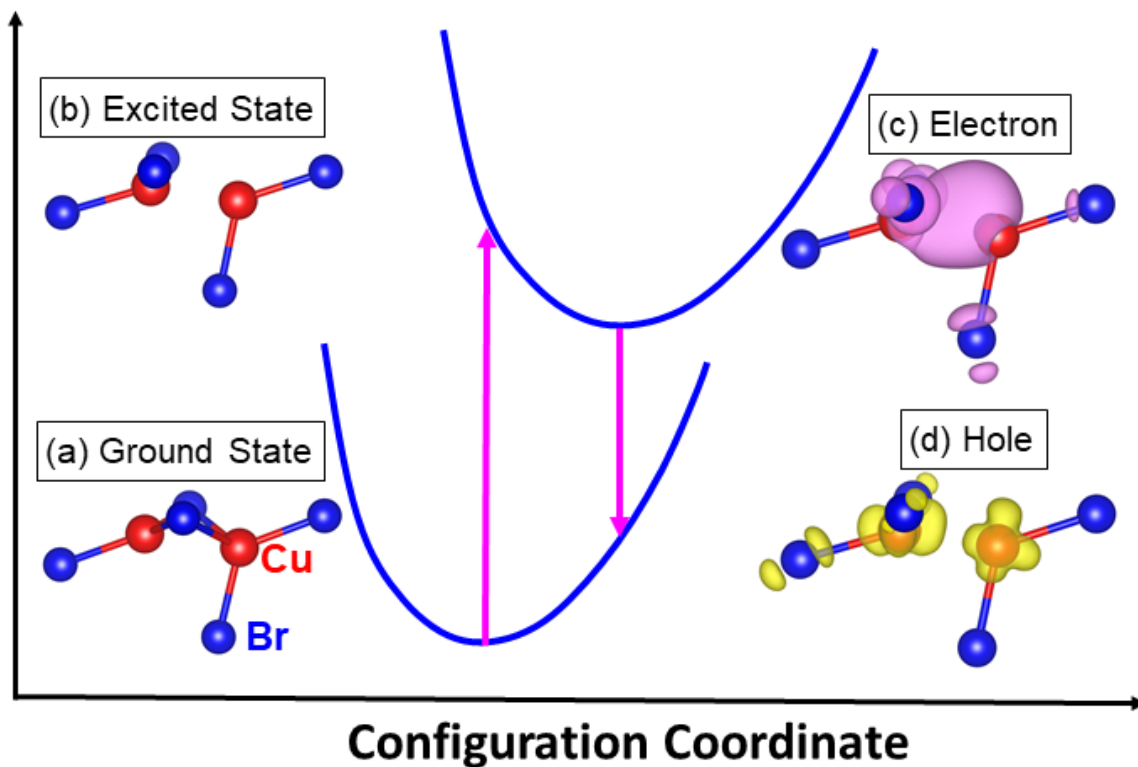 (b) Excited State
(c) Electron
(a) Ground State
(d) Hole
Cu
Br
Configuration Coordinate